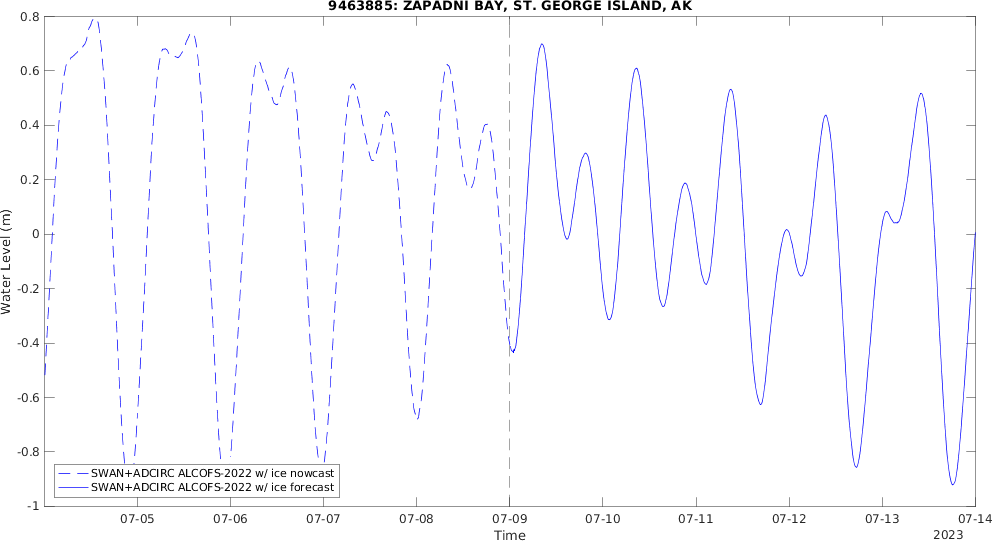 9463885: ZAPADNI BAY, ST. GEORGE ISLAND, AK
0.8
0.6
0.4
0.2
0
-0.2
-0.4
-0.6
-0.8
-1
Water Level (m)
SWAN+ADCIRC ALCOFS-2022 w/ ice nowcast
SWAN+ADCIRC ALCOFS-2022 w/ ice forecast
07-05 07-06 07-07 07-08 07-09 07-10 07-11 07-12 07-13 07-14
Time
2023